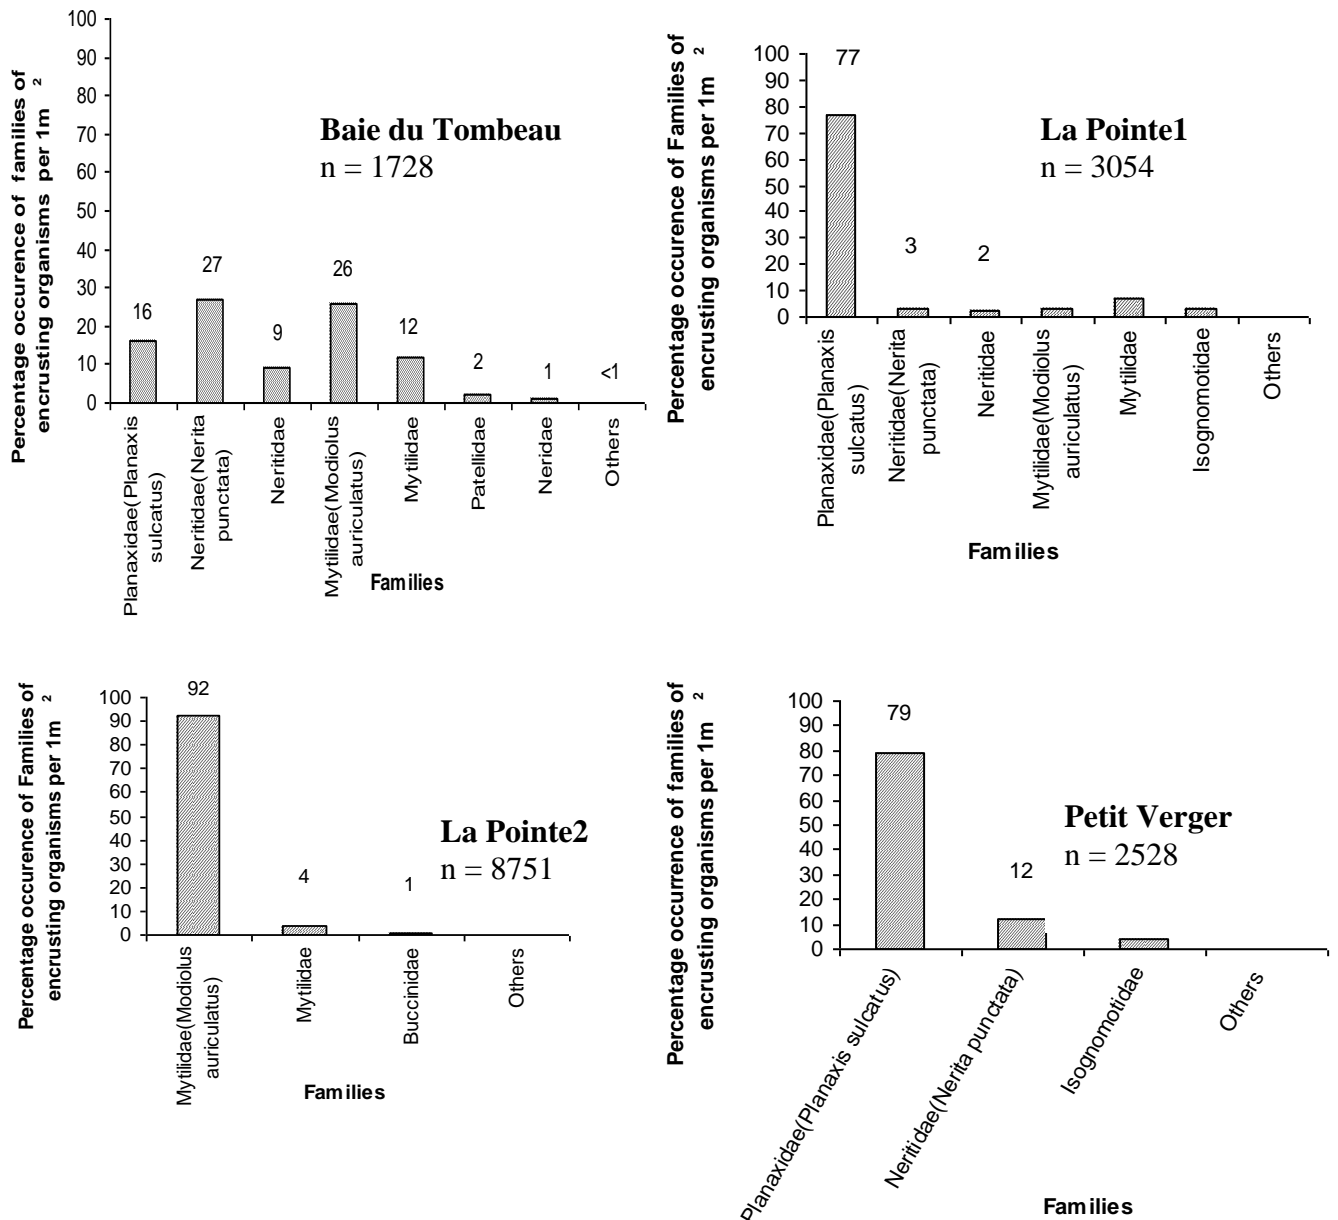 Percentage occurence of families of
encrusting organisms per 1m 2
100
90
80
70
60
50
40
30
20
10
0
Baie du Tombeau
n = 1728
16
27
9
26
12
2
1
<1
Planaxidae(Planaxis
sulcatus)
Neritidae(Nerita
punctata)
Neritidae
Mytilidae(Modiolus
auriculatus)
Mytilidae
Patellidae
Neridae
Others
Families
Percentage occurence of Families of
encrusting organisms per 1m 2
100
90
80
70
60
50
40
30
20
10
0
La Pointe1
n = 3054
77
3
2
Planaxidae(Planaxis
sulcatus)
Neritidae(Nerita
punctata)
Neritidae
Mytilidae(Modiolus
auriculatus)
Mytilidae
Isognomotidae
Others
Families
Percentage occurence of Families of
encrusting organisms per 1m 2
100
90
80
70
60
50
40
30
20
10
0
La Pointe2
n = 8751
92
4
1
Mytilidae(Modiolus
auriculatus)
Mytilidae
Buccinidae
Others
Families
Percentage occurrence of families of
encrusting organisms per 1m 2
100
90
80
70
60
50
40
30
20
10
0
Petit Verger
n = 2528
79
12
Planaxidae(Planaxis sulcatus)
Neritidae(Nerita punctata)
Isognomotidae
Others
Families